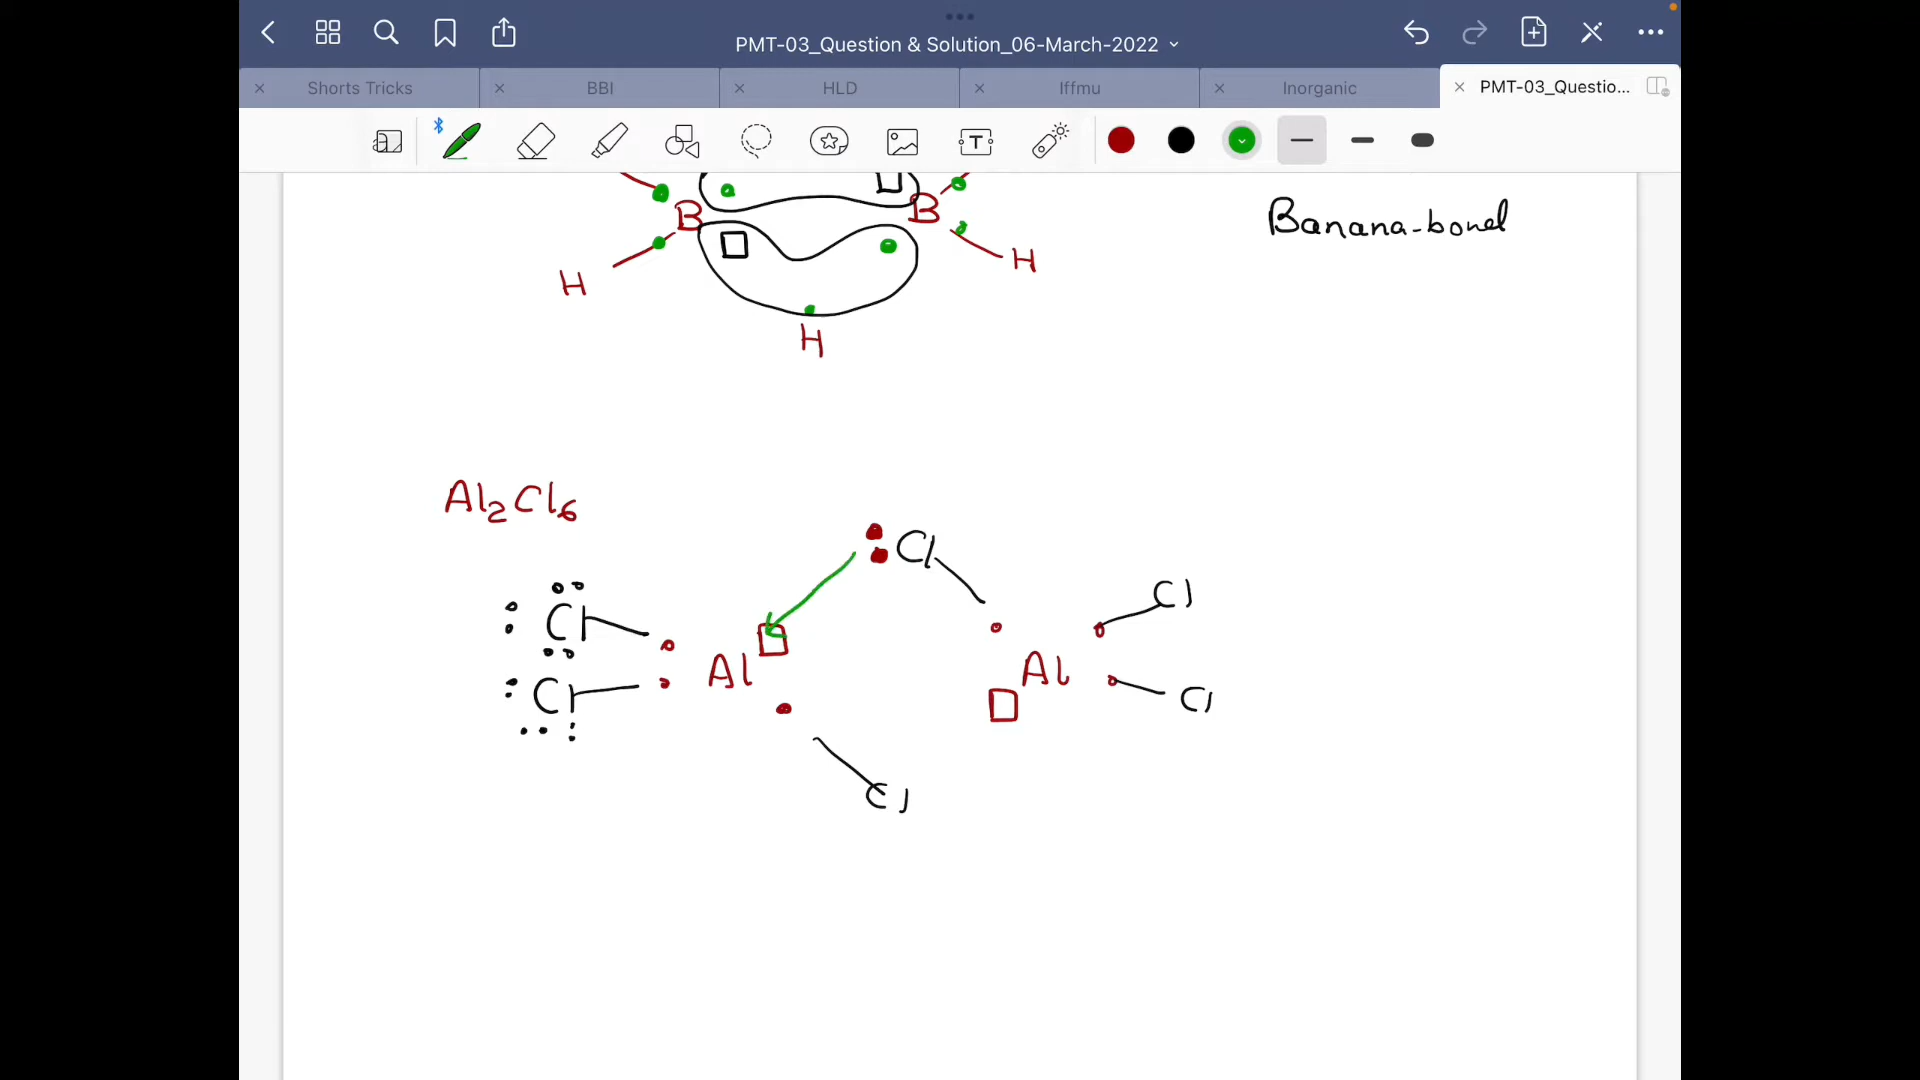 PMT-03_Question & Solution_06-March-2022
Shorts Tricks
BBI
HLD
Iffmu
Inorganic
PMT-03_Questio...
T
B
B
Banana-bond
H
H
H
Al2Cl6
Cl
Cl
Cl
Al
Al
Cl
Cl
Cl